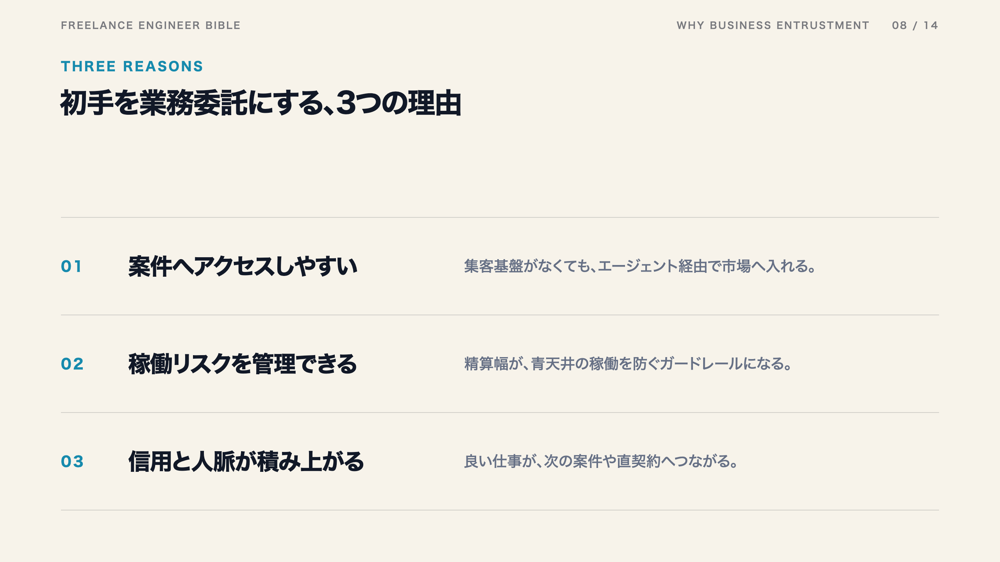 FREELANCE ENGINEER BIBLE
WHY BUSINESS ENTRUSTMENT 08 / 14
THREE REASONS
初手を業務委託にする、3つの理由
01 案件へアクセスしやすい 集客基盤がなくても、エージェント経由で市場へ入れる。
02 稼働リスクを管理できる 精算幅が、青天井の稼働を防ぐガードレールになる。
03 信用と人脈が積み上がる 良い仕事が、次の案件や直契約へつながる。